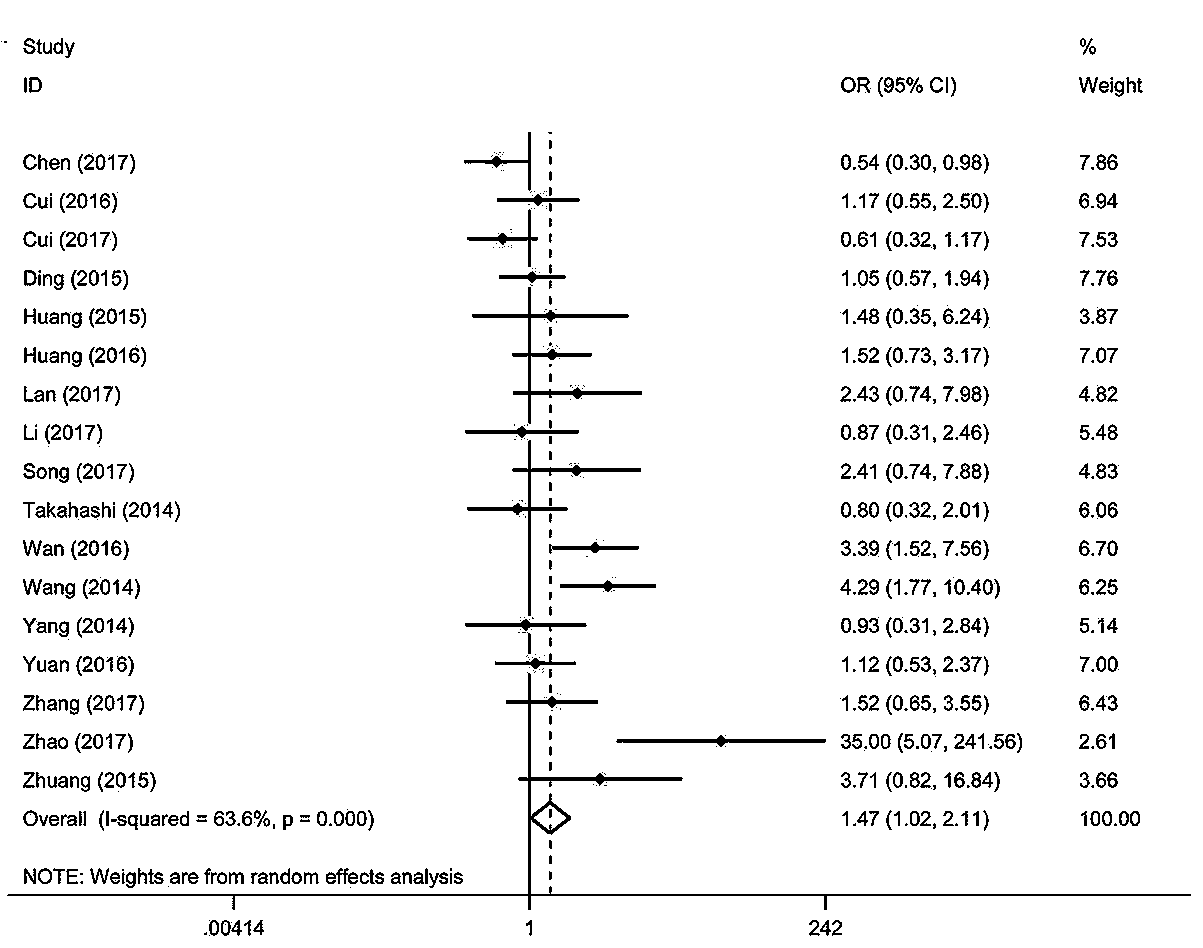 Study %
ID OR (95% CI) Weight
Chen (2017) 0.54 (0.30, 0.98) 7.86
Cui (2016) 1.17 (0.55, 2.50) 6.94
Cui (2017) 0.61 (0.32, 1.17) 7.53
Ding (2015) 1.05 (0.57, 1.94) 7.76
Huang (2015) 1.48 (0.35, 6.24) 3.87
Huang (2016) 1.52 (0.73, 3.17) 7.07
Lan (2017) 2.43 (0.74, 7.98) 4.82
Li (2017) 0.87 (0.31, 2.46) 5.48
Song (2017) 2.41 (0.74, 7.88) 4.83
Takahashi (2014) 0.80 (0.32, 2.01) 6.06
Wan (2016) 3.39 (1.52, 7.56) 6.70
Wang (2014) 4.29 (1.77, 10.40) 6.25
Yang (2014) 0.93 (0.31, 2.84) 5.14
Yuan (2016) 1.12 (0.53, 2.37) 7.00
Zhang (2017) 1.52 (0.65, 3.55) 6.43
Zhao (2017) 35.00 (5.07, 241.56) 2.61
Zhuang (2015) 3.71 (0.82, 16.84) 3.66
Overall (I-squared = 63.6%, p = 0.000) 1.47 (1.02, 2.11) 100.00
NOTE: Weights are from random effects analysis
.00414 1 242